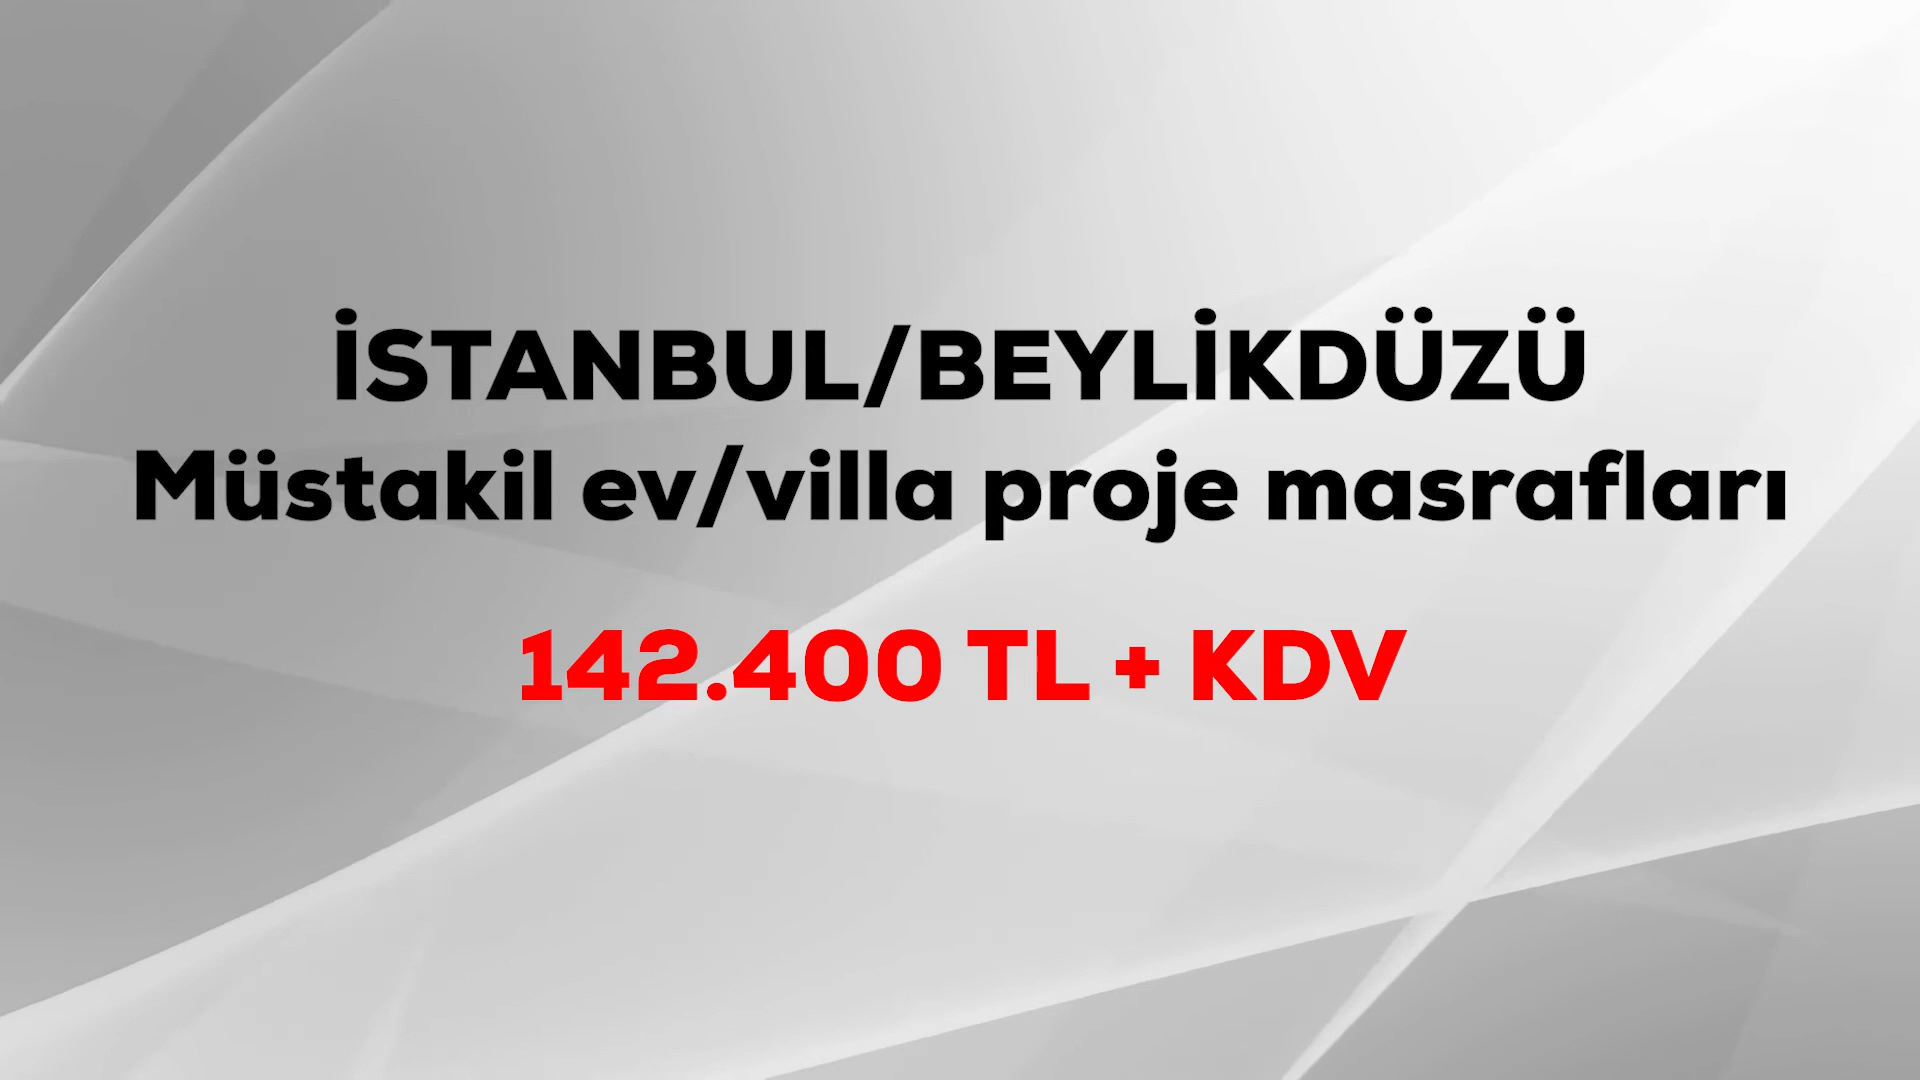 İSTANBUL/BEYLİKDÜZÜ
Müstakil ev/villa proje masrafları
142.400 TL + KDV